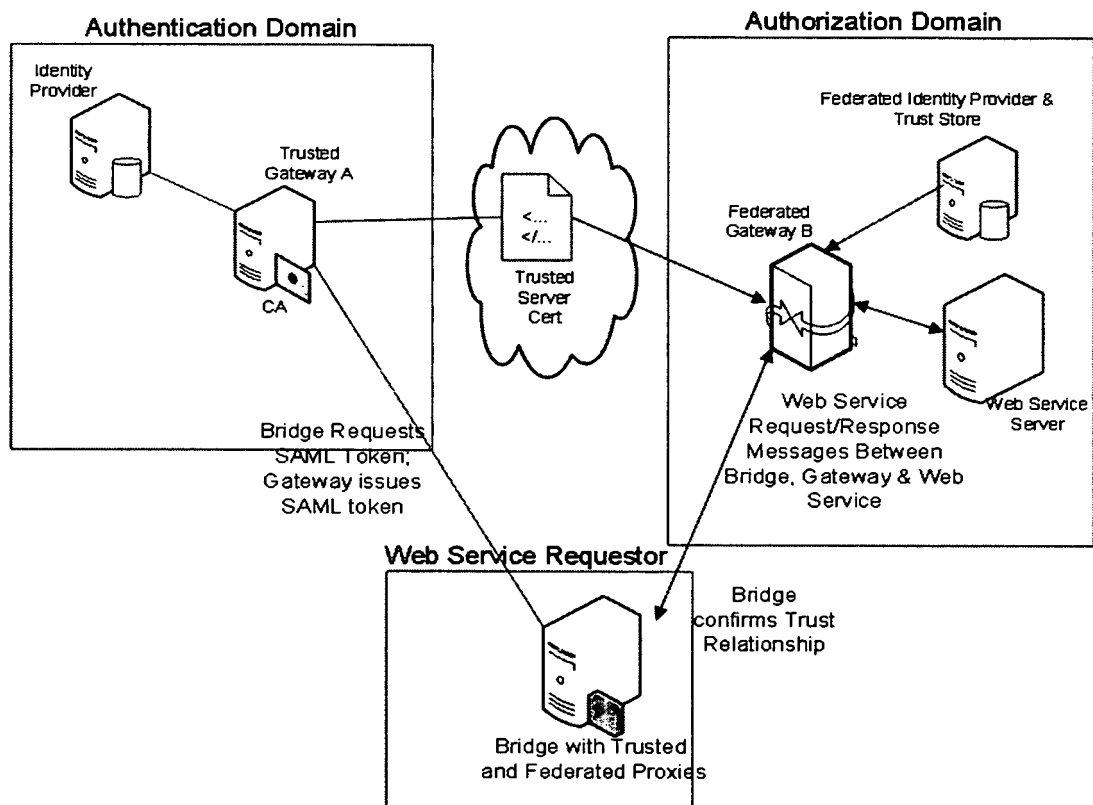 Authentication Domain
Authorization Domain
Identity
Provider
Trusted
Gateway A
CA
<...
</...
Trusted
Server
Cert
Federated Identity Provider &
Trust Store
Federated
Gateway B
Web Service
Server
Web Service
Request/Response
Messages Between
Bridge, Gateway & Web
Service
Bridge Requests
SAML Token;
Gateway issues
SAML token
Web Service Requestor
Bridge
confirms Trust
Relationship
Bridge with Trusted
and Federated Proxies